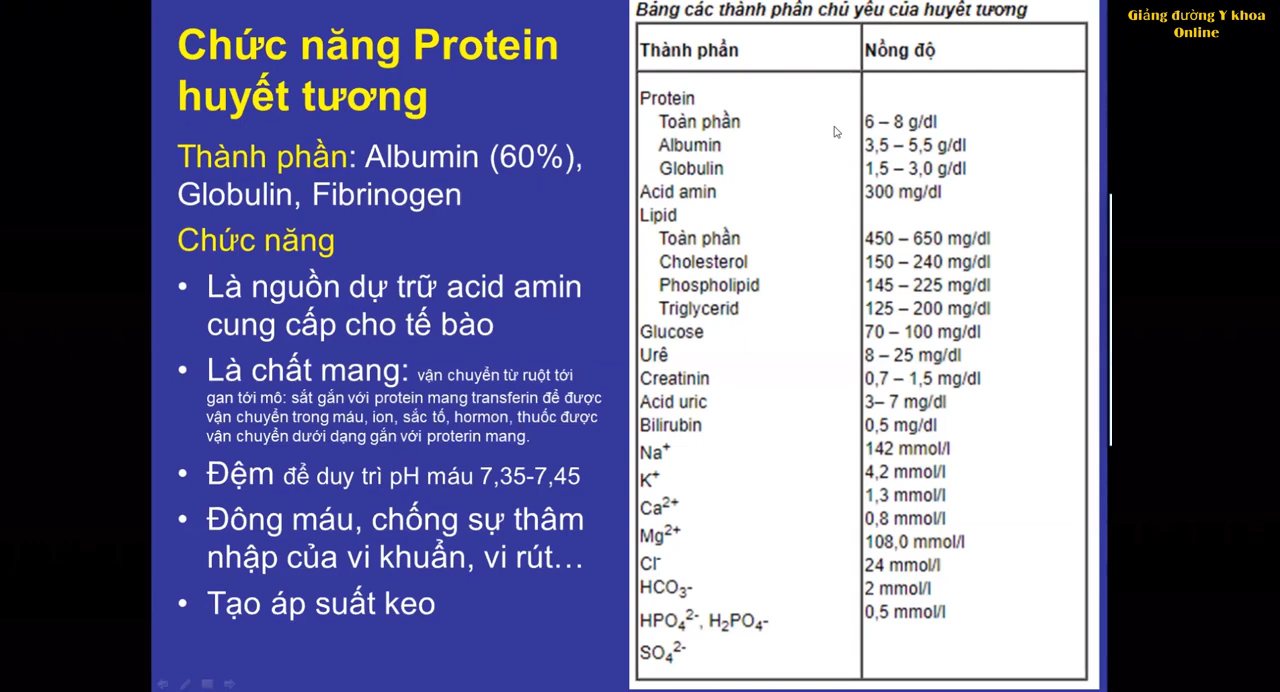 Chức năng Protein
huyết tương
Thành phần: Albumin (60%),
Globulin, Fibrinogen
Chức năng
• Là nguồn dự trữ acid amin
cung cấp cho tế bào
• Là chất mang: vận chuyển từ ruột tới
gan tới mô: sắt gắn với protein mang transferin để được
vận chuyển trong máu, ion, sắc tố, hormon, thuốc được
vận chuyển dưới dạng gắn với proterin mang.
• Đệm để duy trì pH máu 7,35-7,45
• Đông máu, chống sự thâm
nhập của vi khuẩn, vi rút…
• Tạo áp suất keo
Bảng các thành phần chủ yếu của huyết tương
Thành phần Nồng độ
Protein
Toàn phần 6 – 8 g/dl
Albumin 3,5 – 5,5 g/dl
Globulin 1,5 – 3,0 g/dl
Acid amin 300 mg/dl
Lipid
Toàn phần 450 – 650 mg/dl
Cholesterol 150 – 240 mg/dl
Phospholipid 145 – 225 mg/dl
Triglycerid 125 – 200 mg/dl
Glucose 70 – 100 mg/dl
Urê 8 – 25 mg/dl
Creatinin 0,7 – 1,5 mg/dl
Acid uric 3– 7 mg/dl
Bilirubin 0,5 mg/dl
Na⁺ 142 mmol/l
K⁺ 4,2 mmol/l
Ca²⁺ 1,3 mmol/l
Mg²⁺ 0,8 mmol/l
Cl⁻ 108,0 mmol/l
HCO₃- 24 mmol/l
HPO₄²⁻, H₂PO₄- 2 mmol/l
SO₄²⁻ 0,5 mmol/l
Giảng đường Y khoa
Online